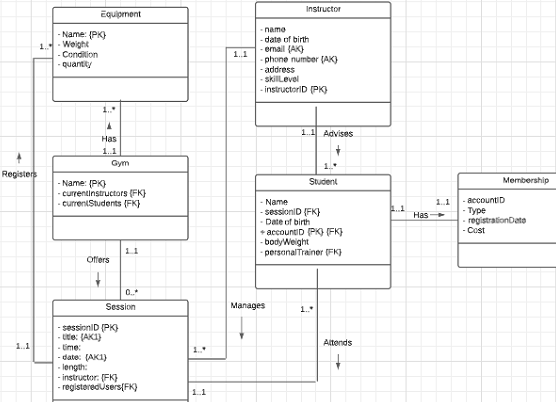 Equipment
- Name: {PK}
- Weight
- Condition
- quantity
1..*
1..*
Has
1..1
Gym
- Name: {PK}
- currentInstructors {FK}
- currentStudents {FK}
1..1
Offers
0..*
Registers
1..1
Session
- sessionID {PK}
- title: {AK1}
- time:
- date: {AK1}
- length:
- instructor: {FK}
- registeredUsers{FK}
Instructor
- name
- date of birth
- email {AK}
- phone number {AK}
- address
- skillLevel
- instructorID {PK}
1..1
1..1
Advises
1..*
Student
- Name
- sessionID {FK}
- Date of birth
+ accountID {PK} {FK}
- bodyWeight
- personalTrainer {FK}
1..1
Has
1..1
Membership
- accountID
- Type
- registrationDate
- Cost
Manages
1..*
1..*
Attends
1..1